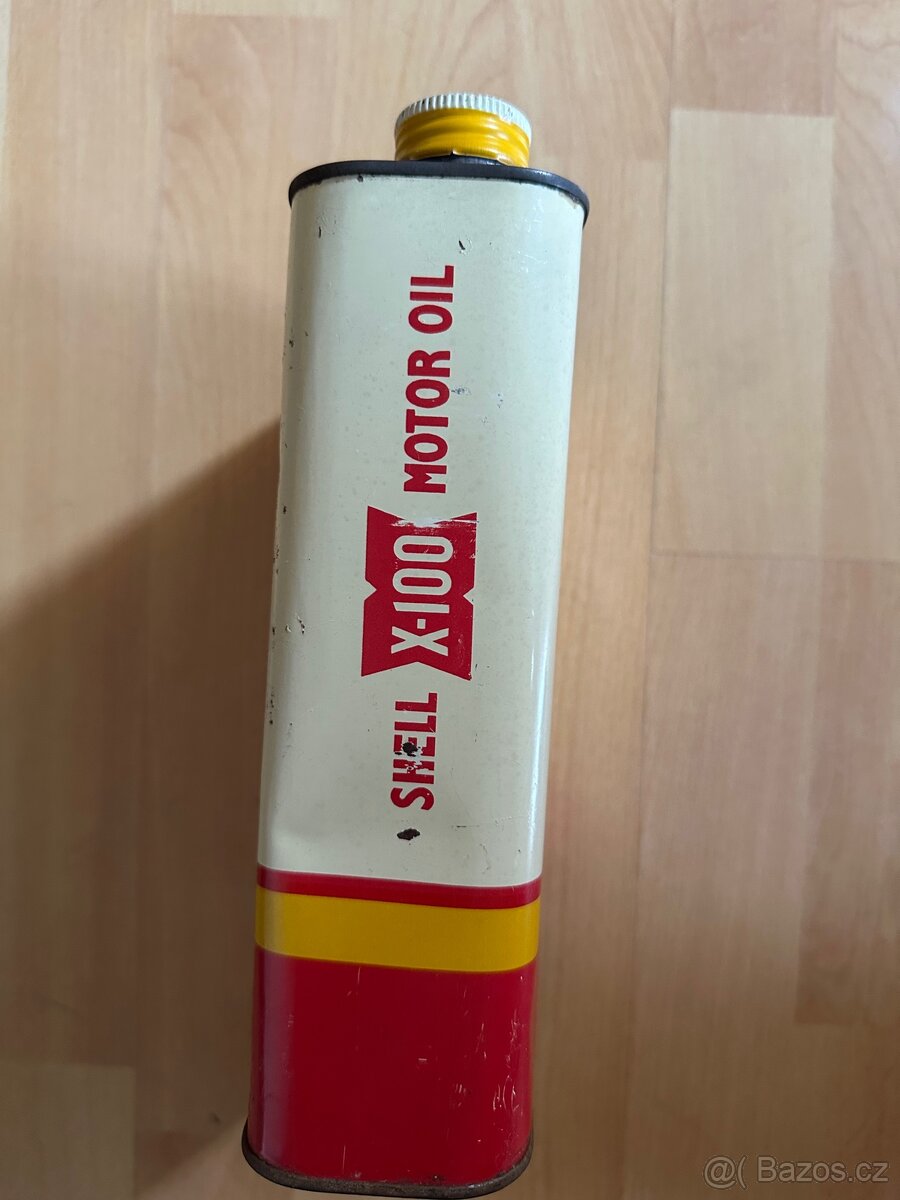 SHELL X-100 MOTOR OIL
@( Bazos.cz